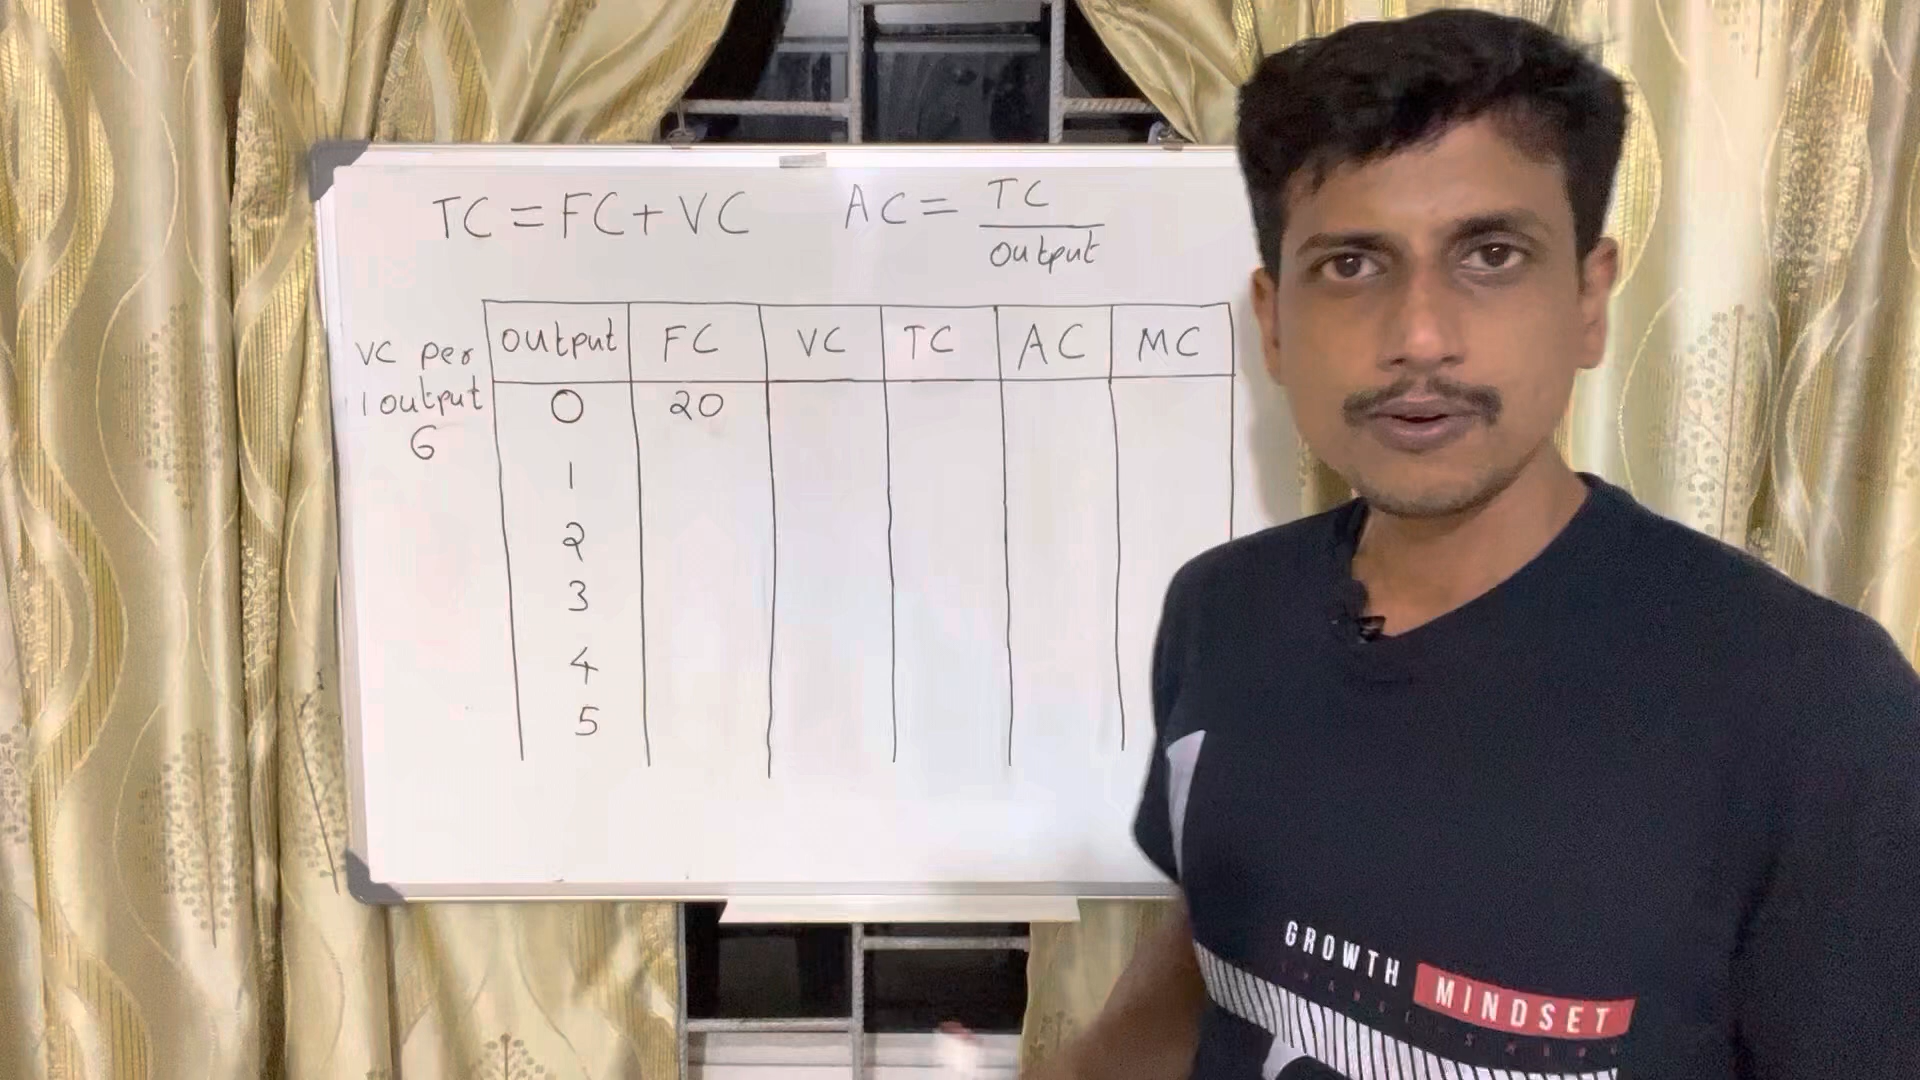 TC = FC + VC AC = TC
output
VC per
1 output
6
output FC VC TC AC MC
0 20
1
2
3
4
5
GROWTH MINDSET